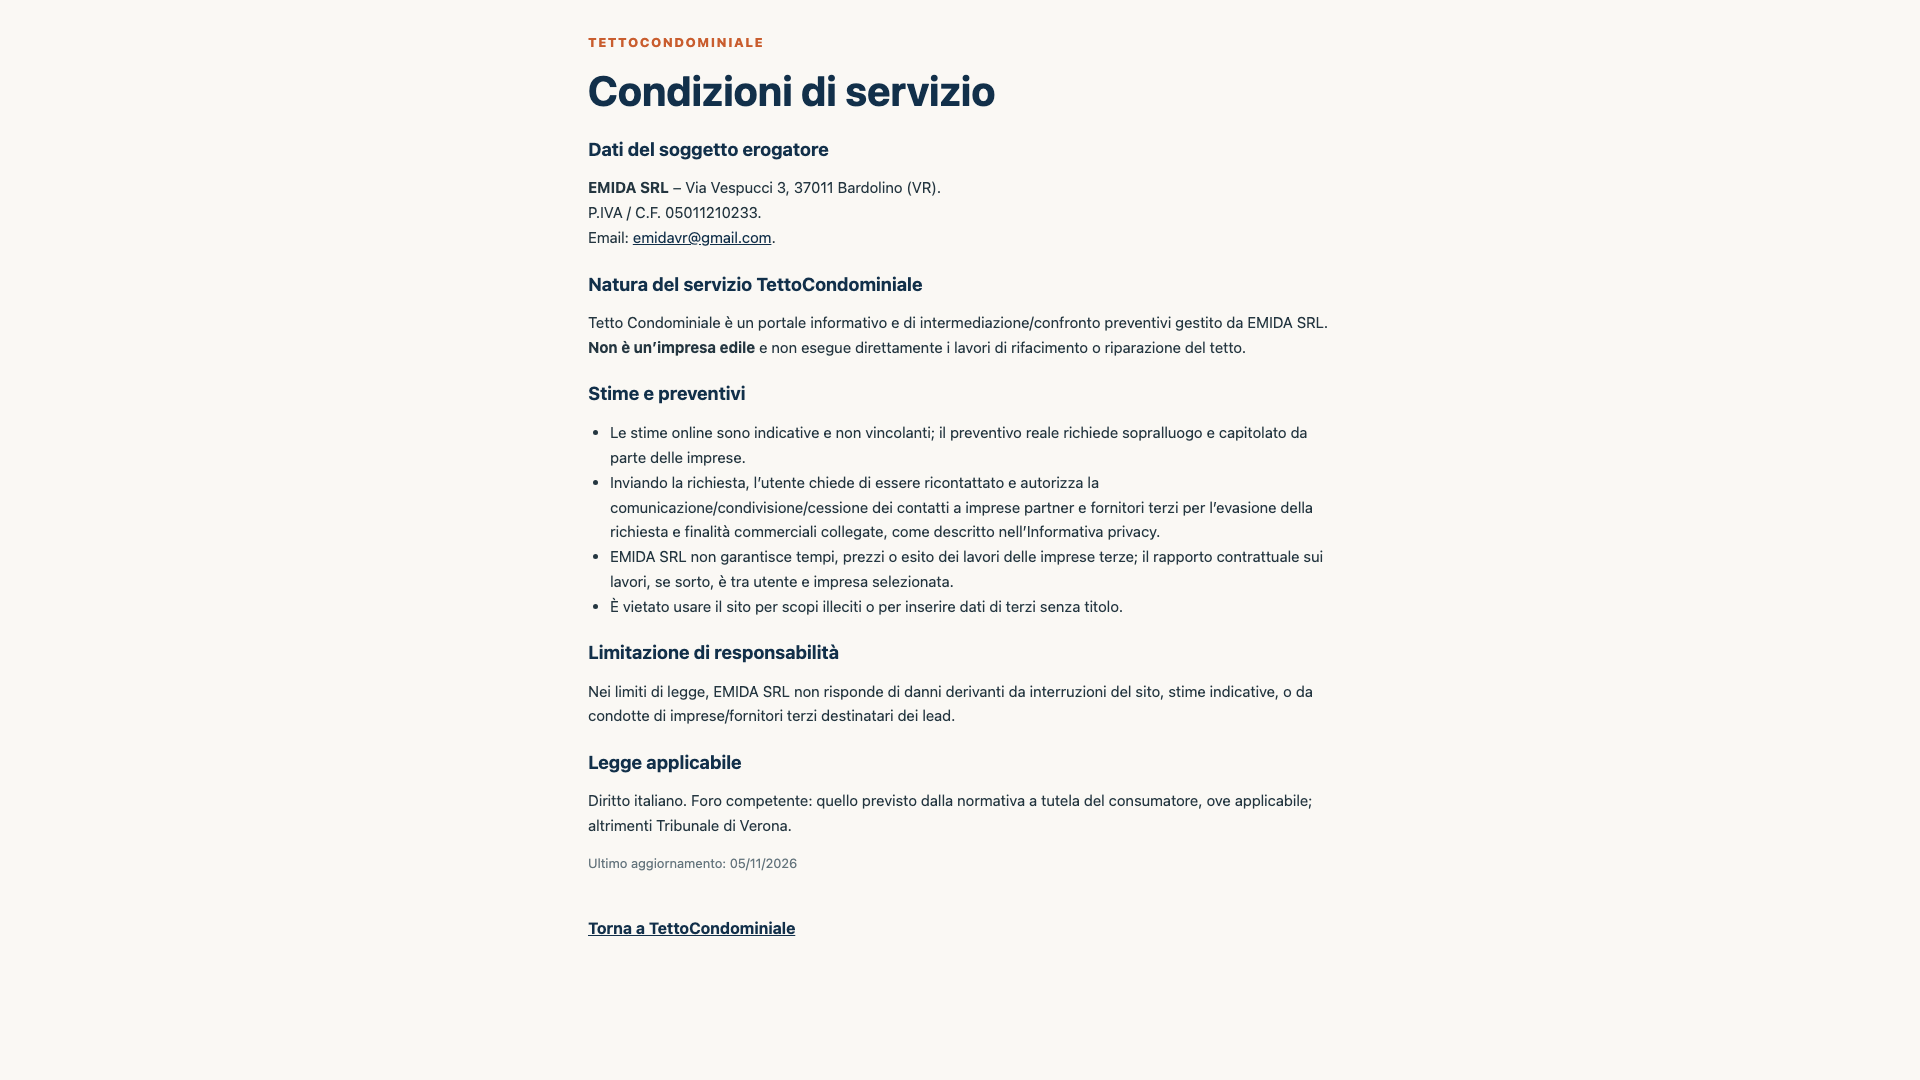 TETTOCONDOMINIALE
Condizioni di servizio
Dati del soggetto erogatore
EMIDA SRL – Via Vespucci 3, 37011 Bardolino (VR).
P.IVA / C.F. 05011210233.
Email: emidavr@gmail.com.
Natura del servizio TettoCondominiale
Tetto Condominiale è un portale informativo e di intermediazione/confronto preventivi gestito da EMIDA SRL.
Non è un’impresa edile e non esegue direttamente i lavori di rifacimento o riparazione del tetto.
Stime e preventivi
• Le stime online sono indicative e non vincolanti; il preventivo reale richiede sopralluogo e capitolato da
parte delle imprese.
• Inviando la richiesta, l’utente chiede di essere ricontattato e autorizza la
comunicazione/condivisione/cessione dei contatti a imprese partner e fornitori terzi per l’evasione della
richiesta e finalità commerciali collegate, come descritto nell’Informativa privacy.
• EMIDA SRL non garantisce tempi, prezzi o esito dei lavori delle imprese terze; il rapporto contrattuale sui
lavori, se sorto, è tra utente e impresa selezionata.
• È vietato usare il sito per scopi illeciti o per inserire dati di terzi senza titolo.
Limitazione di responsabilità
Nei limiti di legge, EMIDA SRL non risponde di danni derivanti da interruzioni del sito, stime indicative, o da
condotte di imprese/fornitori terzi destinatari dei lead.
Legge applicabile
Diritto italiano. Foro competente: quello previsto dalla normativa a tutela del consumatore, ove applicabile;
altrimenti Tribunale di Verona.
Ultimo aggiornamento: 05/11/2026
Torna a TettoCondominiale